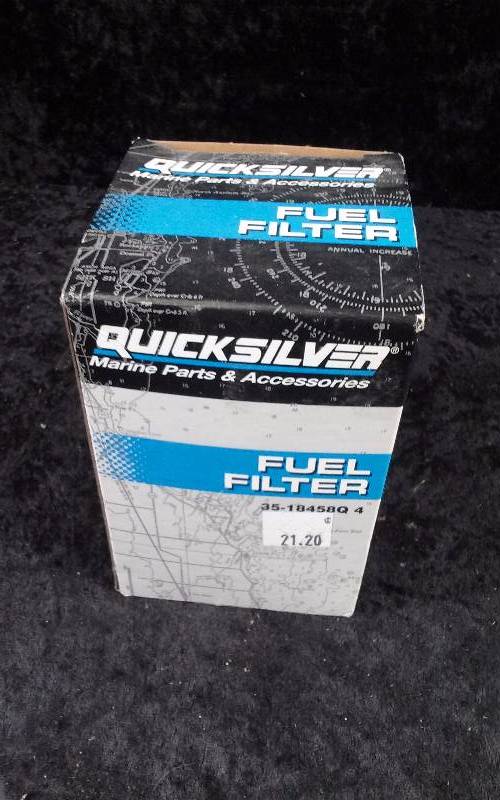 QUICKSILVER®
Marine Parts & Accessories
FUEL
FILTER
ANNUAL INCREASE
QUICKSILVER®
Marine Parts & Accessories
FUEL
FILTER
35-18458Q 4
21.20